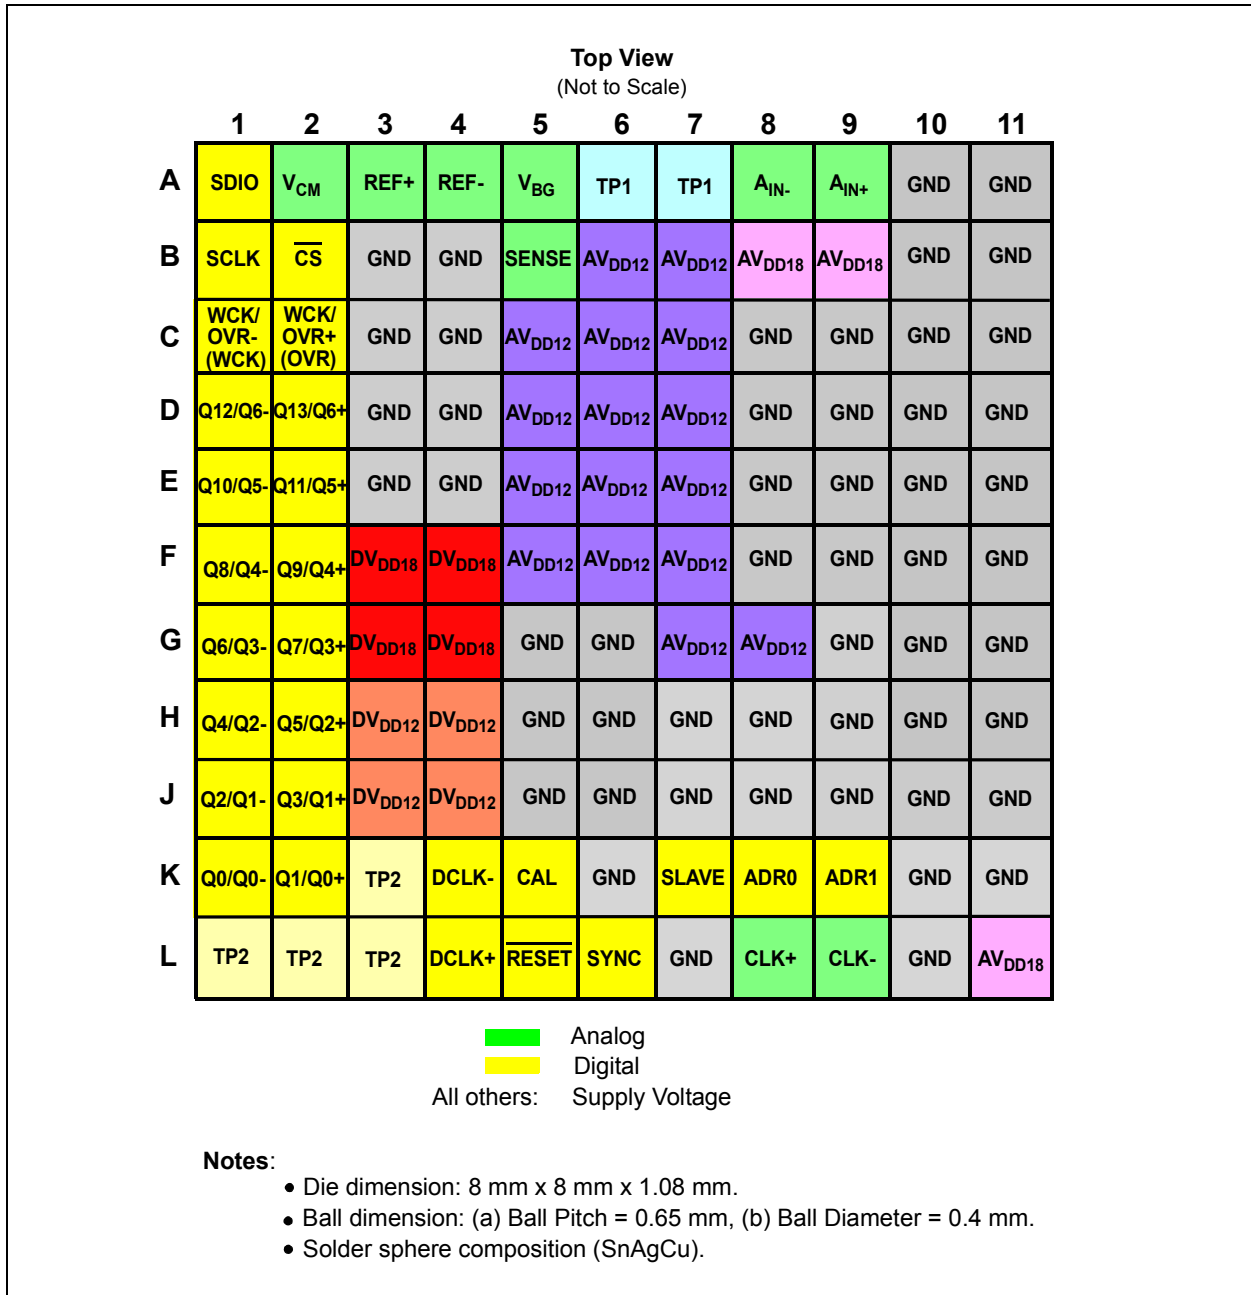 Top View
(Not to Scale)
1 2 3 4 5 6 7 8 9 10 11
A SDIO VCM REF+ REF- VBG TP1 TP1 AIN- AIN+ GND GND
B SCLK CS GND GND SENSE AVDD12 AVDD12 AVDD18 AVDD18 GND GND
C WCK/OVR-(WCK) WCK/OVR+(OVR) GND GND AVDD12 AVDD12 AVDD12 GND GND GND GND
D Q12/Q6- Q13/Q6+ GND GND AVDD12 AVDD12 AVDD12 GND GND GND GND
E Q10/Q5- Q11/Q5+ GND GND AVDD12 AVDD12 AVDD12 GND GND GND GND
F Q8/Q4- Q9/Q4+ DVDD18 DVDD18 AVDD12 AVDD12 AVDD12 GND GND GND GND
G Q6/Q3- Q7/Q3+ DVDD18 DVDD18 GND GND AVDD12 AVDD12 GND GND GND
H Q4/Q2- Q5/Q2+ DVDD12 DVDD12 GND GND GND GND GND GND GND
J Q2/Q1- Q3/Q1+ DVDD12 DVDD12 GND GND GND GND GND GND GND
K Q0/Q0- Q1/Q0+ TP2 DCLK- CAL GND SLAVE ADR0 ADR1 GND GND
L TP2 TP2 TP2 DCLK+ RESET SYNC GND CLK+ CLK- GND AVDD18
Analog
Digital
All others: Supply Voltage
Notes:
• Die dimension: 8 mm x 8 mm x 1.08 mm.
• Ball dimension: (a) Ball Pitch = 0.65 mm, (b) Ball Diameter = 0.4 mm.
• Solder sphere composition (SnAgCu).